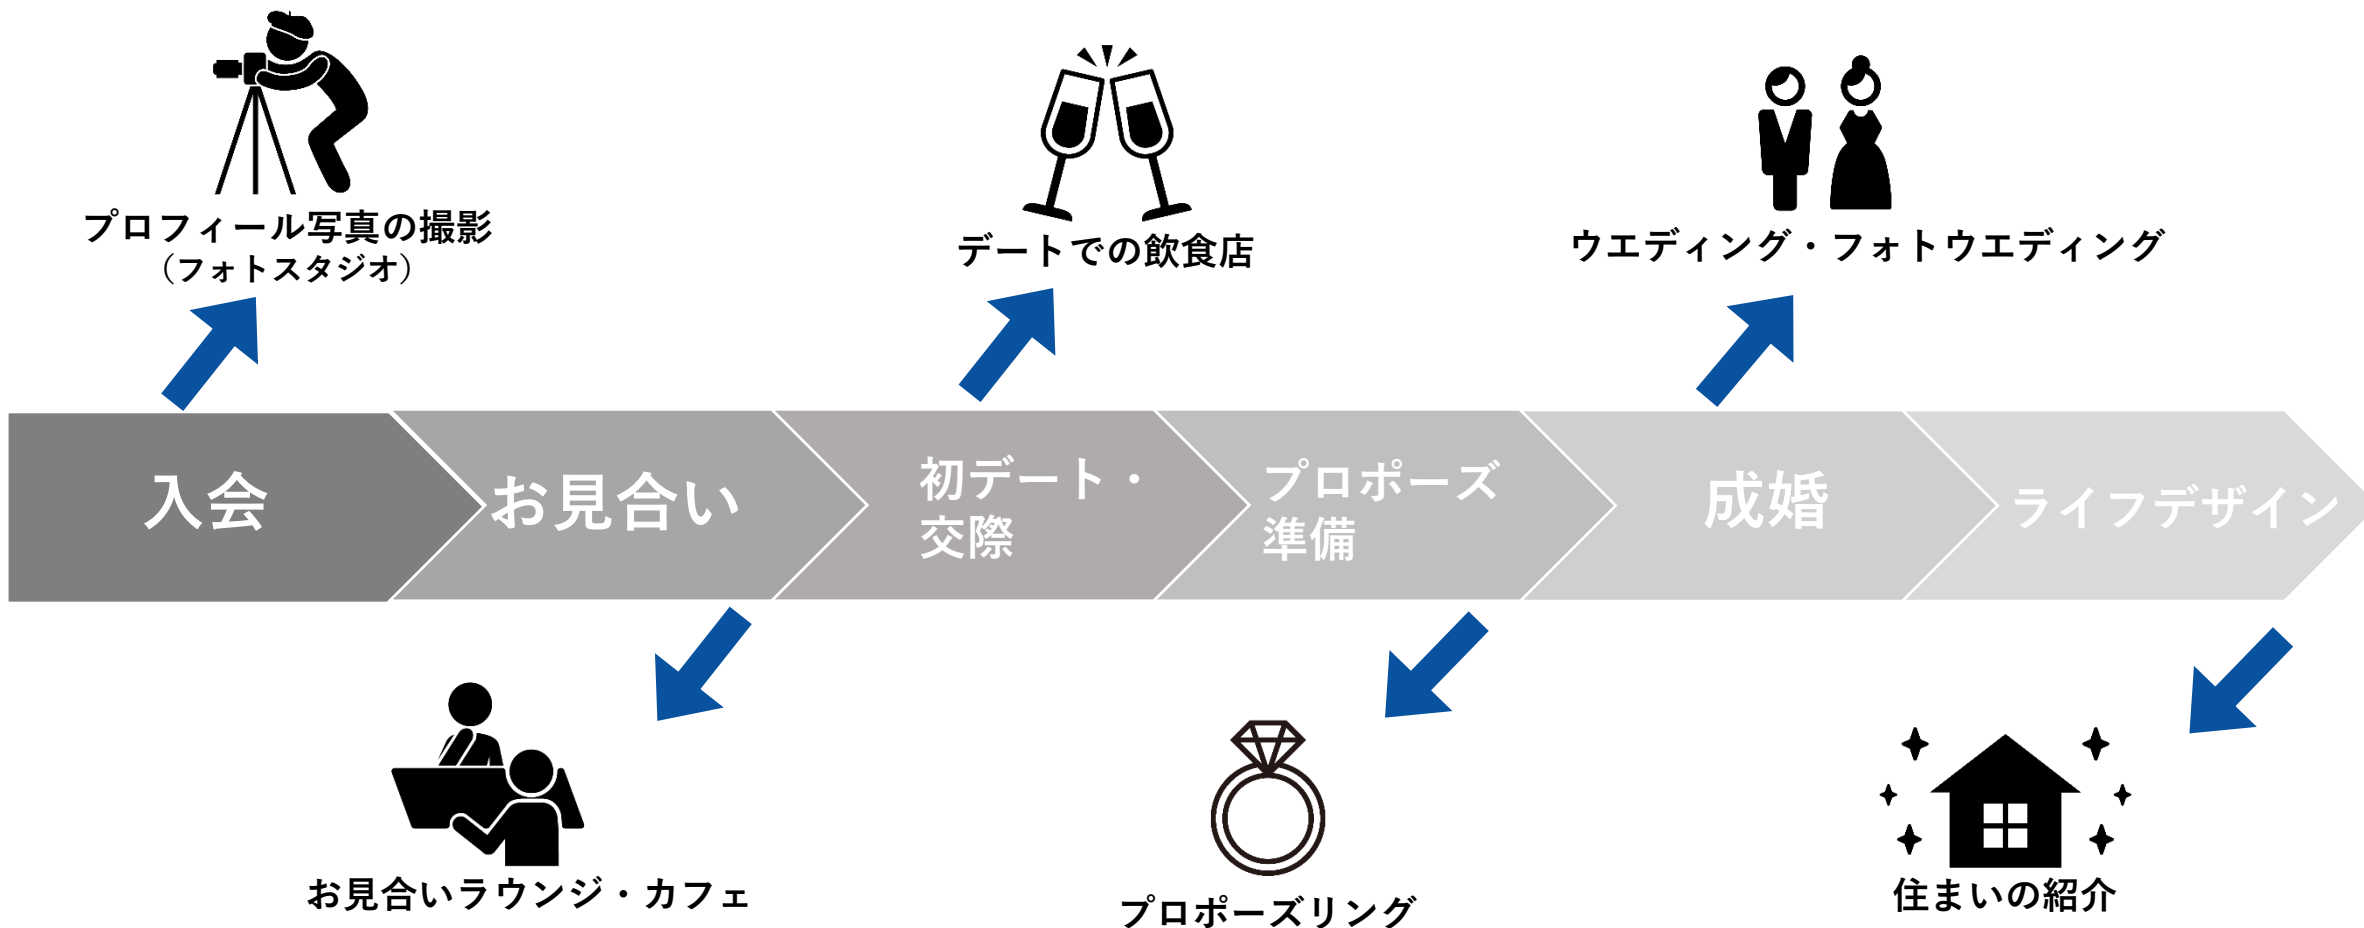 プロフィール写真の撮影
（フォトスタジオ）
デートでの飲食店
ウエディング・フォトウエディング
入会
お見合い
初デート・
交際
プロポーズ
準備
成婚
ライフデザイン
お見合いラウンジ・カフェ
プロポーズリング
住まいの紹介